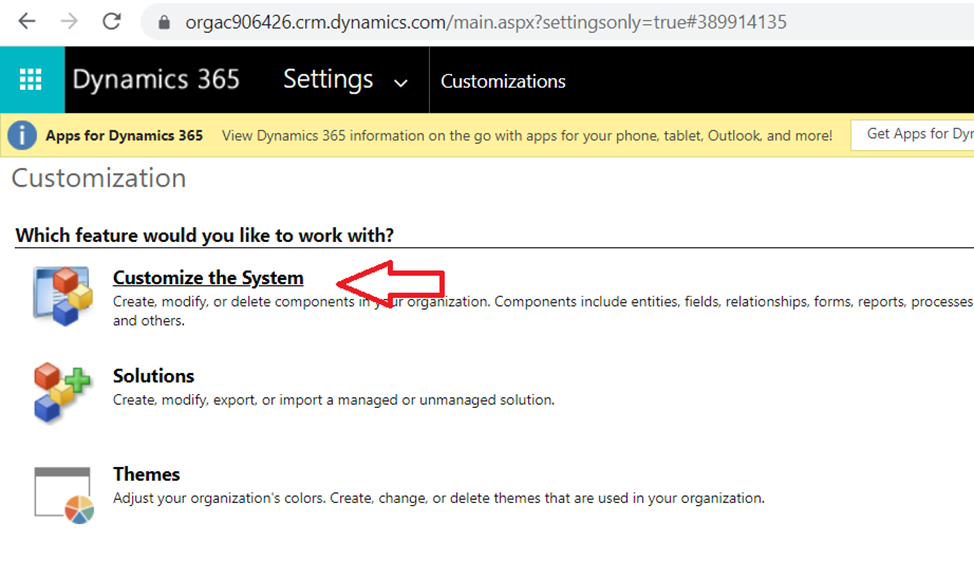 orgac906426.crm.dynamics.com/main.aspx?settingsonly=true#389914135
Dynamics 365 Settings Customizations
Apps for Dynamics 365 View Dynamics 365 information on the go with apps for your phone, tablet, Outlook, and more! Get Apps for Dyn
Customization
Which feature would you like to work with?
Customize the System
Create, modify, or delete components in your organization. Components include entities, fields, relationships, forms, reports, processes
and others.
Solutions
Create, modify, export, or import a managed or unmanaged solution.
Themes
Adjust your organization's colors. Create, change, or delete themes that are used in your organization.